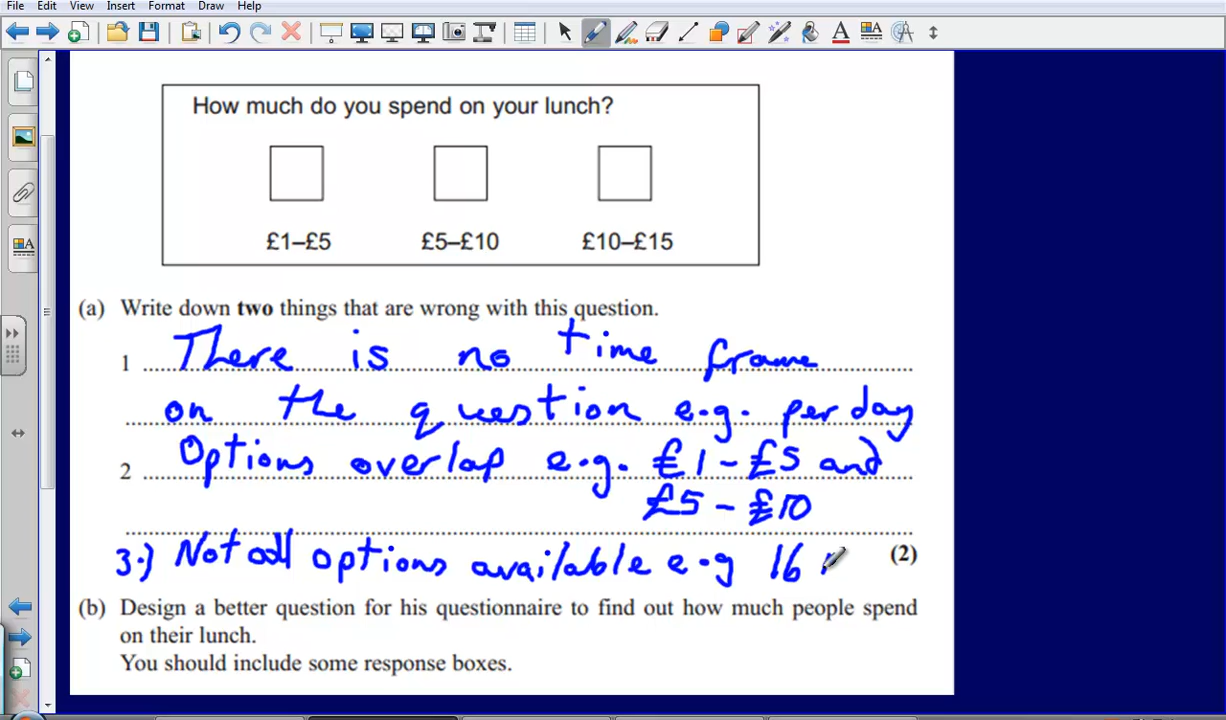 File Edit View Insert Format Draw Help
How much do you spend on your lunch?
£1–£5 £5–£10 £10–£15
(a) Write down two things that are wrong with this question.
1 There is no time frame
on the question e.g. per day
2 Options overlap e.g. £1-£5 and
£5-£10
3.) Not all options available e.g 16
(2)
(b) Design a better question for his questionnaire to find out how much people spend
on their lunch.
You should include some response boxes.